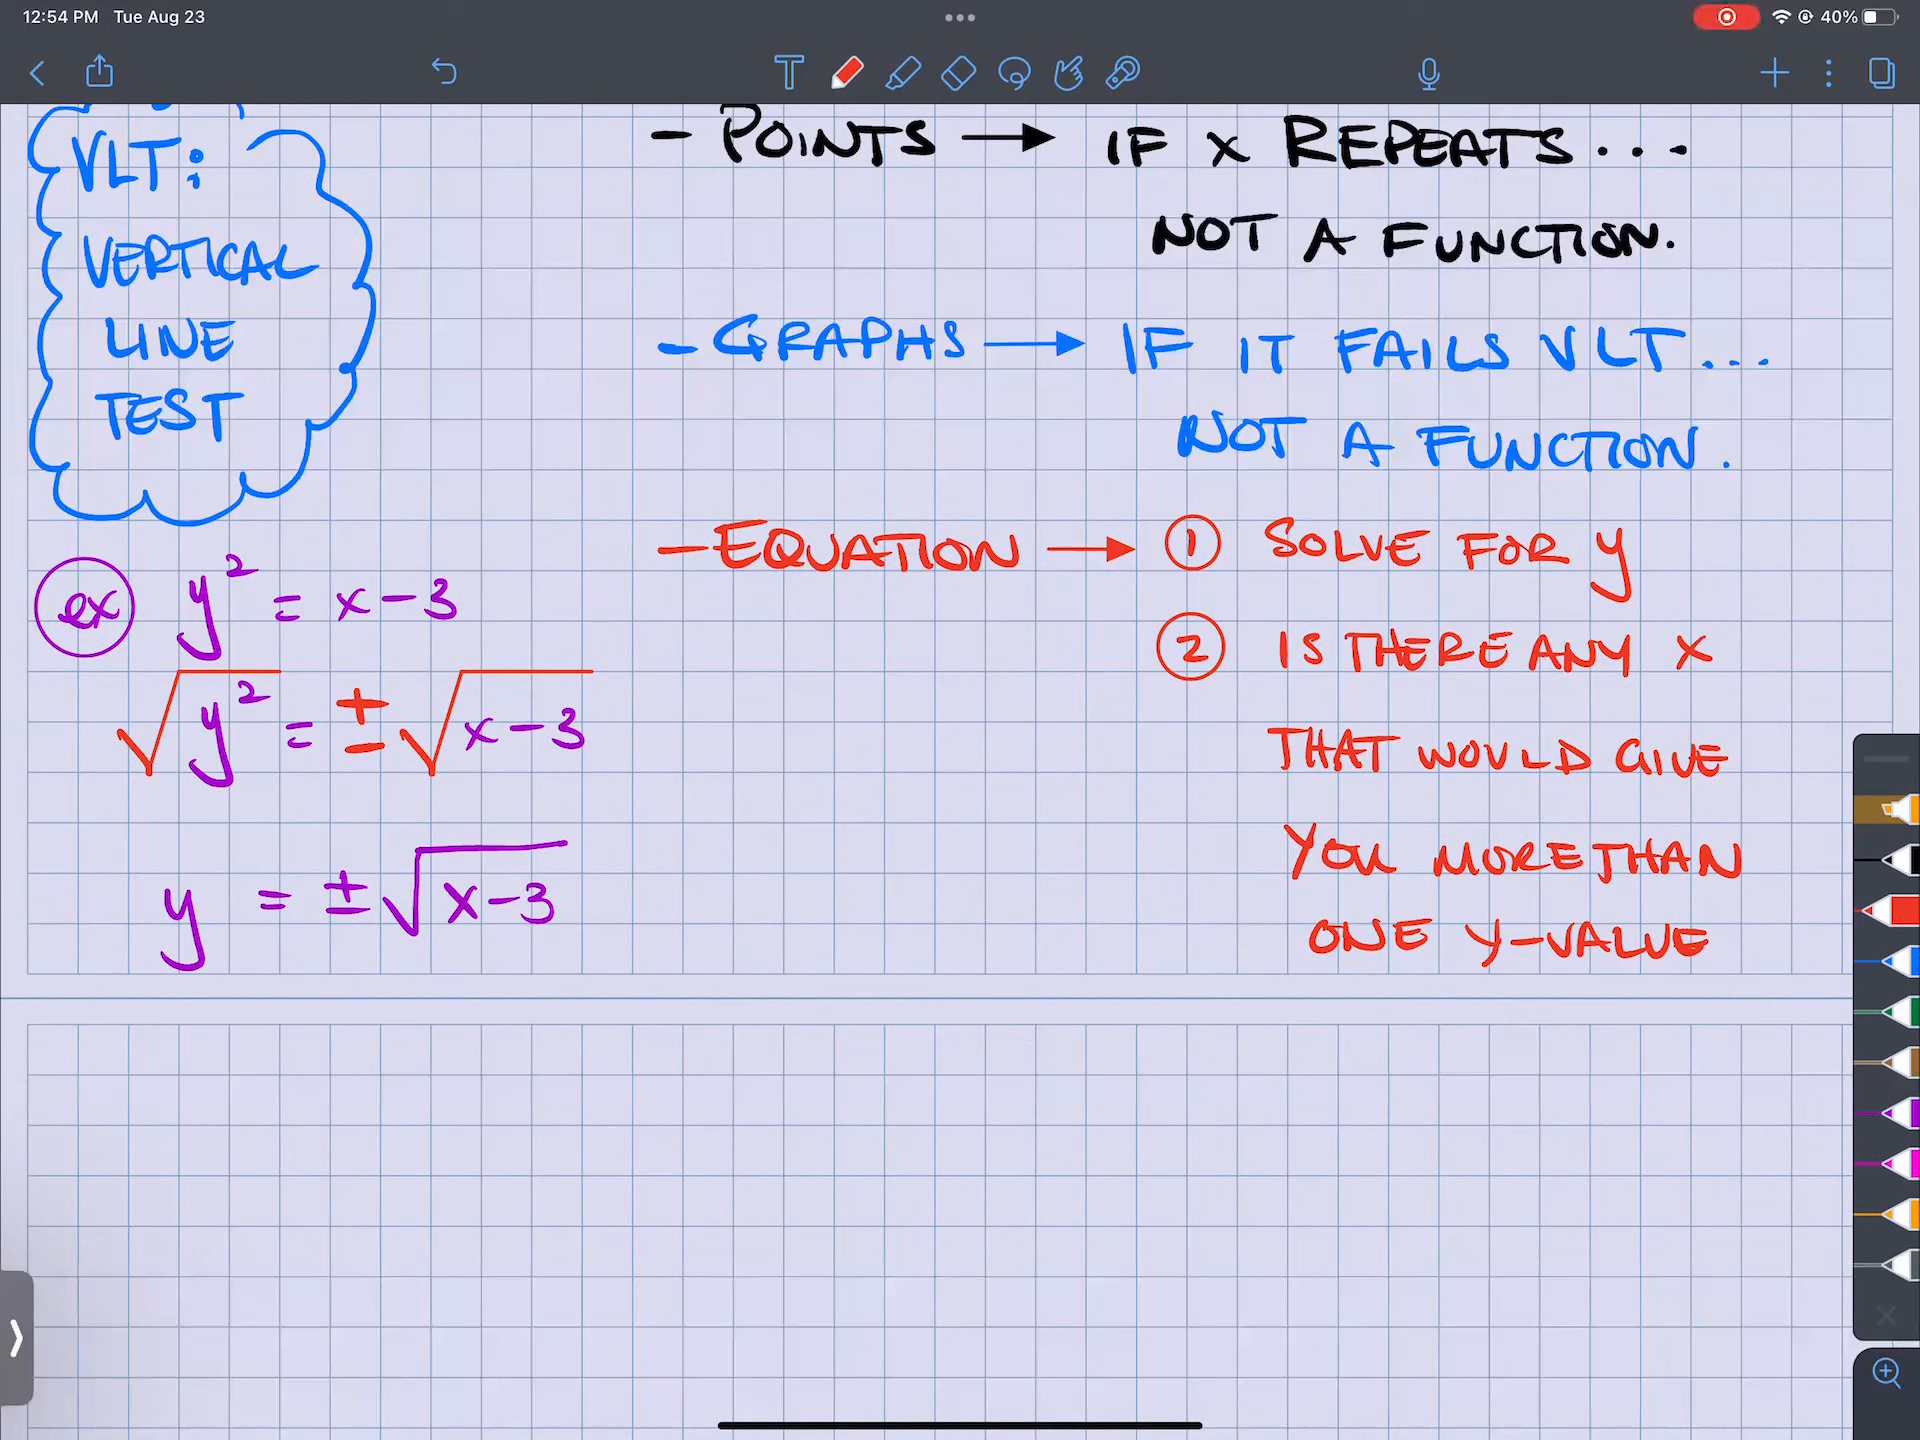 12:54 PM Tue Aug 23
40%
VLT:
VERTICAL
LINE
TEST
- POINTS → IF X REPEATS...
NOT A FUNCTION.
- GRAPHS → IF IT FAILS VLT...
NOT A FUNCTION.
- EQUATION → ① SOLVE FOR y
② IS THERE ANY X
THAT WOULD GIVE
YOU MORE THAN
ONE Y-VALUE
ex y² = x - 3
√y² = ± √x - 3
y = ± √x - 3